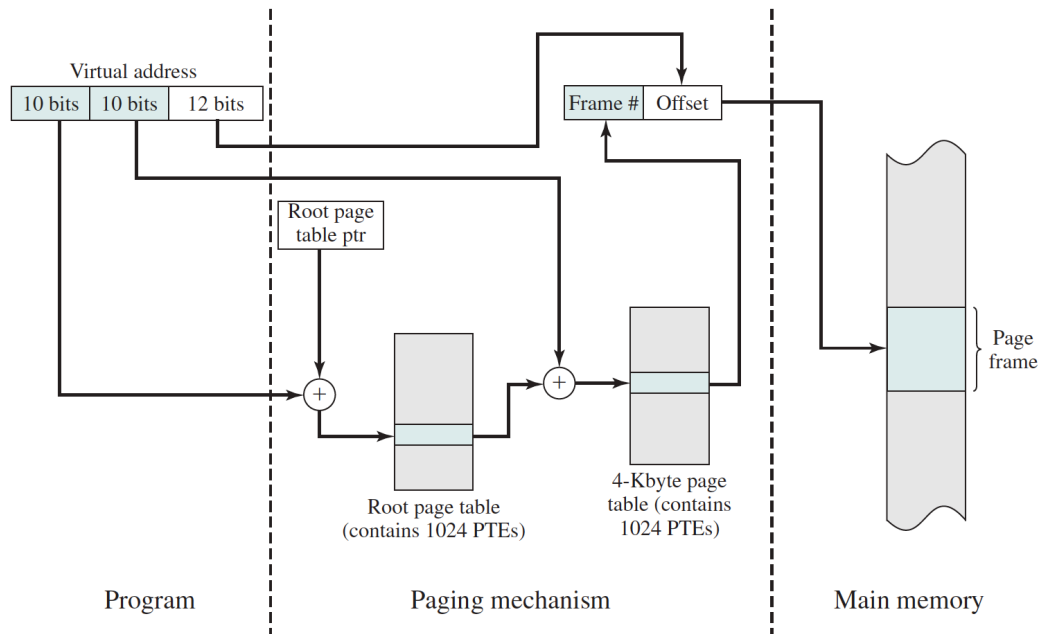 Virtual address
10 bits 10 bits 12 bits
Frame # Offset
Root page
table ptr
+
+
Root page table
(contains 1024 PTEs)
4-Kbyte page
table (contains
1024 PTEs)
Page
frame
Program
Paging mechanism
Main memory